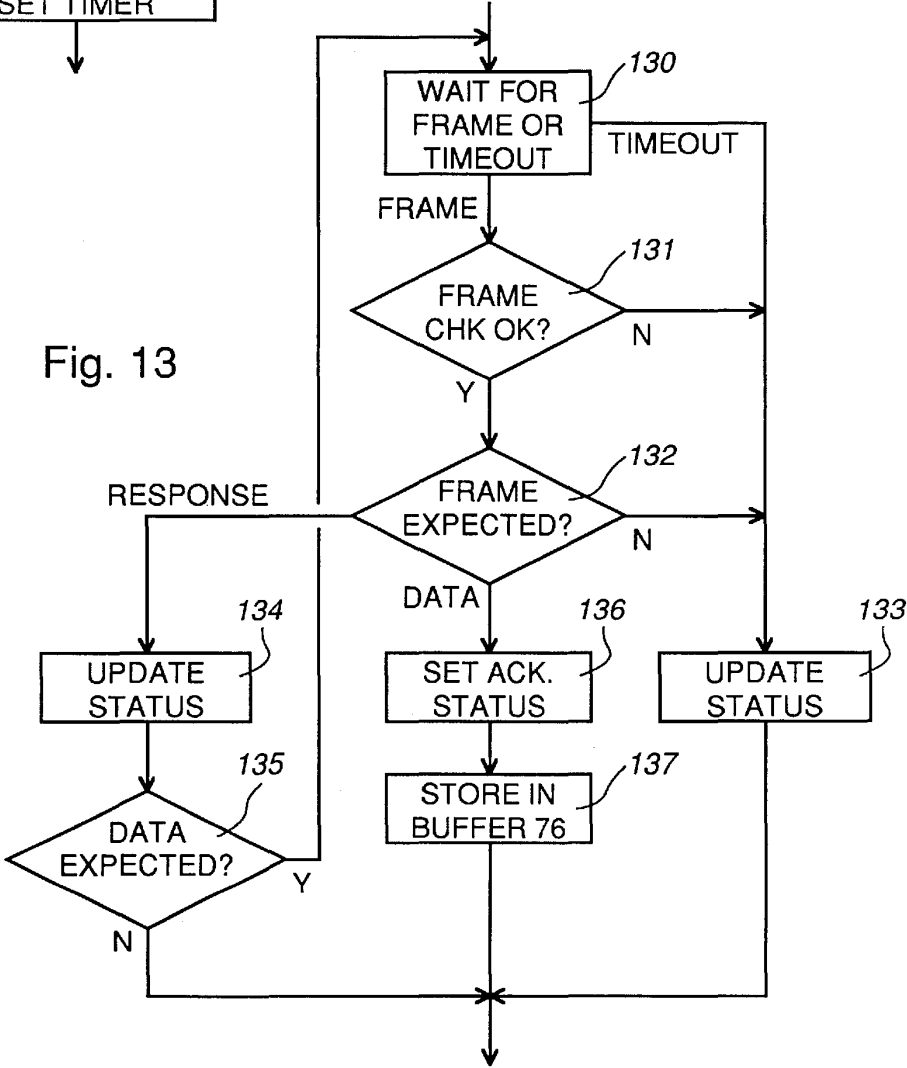 SET TIMER
130
WAIT FOR
FRAME OR
TIMEOUT
TIMEOUT
FRAME
131
FRAME
CHK OK?
N
Fig. 13
Y
132
FRAME
EXPECTED?
RESPONSE
N
DATA
134
136
133
UPDATE
STATUS
SET ACK.
STATUS
UPDATE
STATUS
135
137
DATA
EXPECTED?
STORE IN
BUFFER 76
Y
N